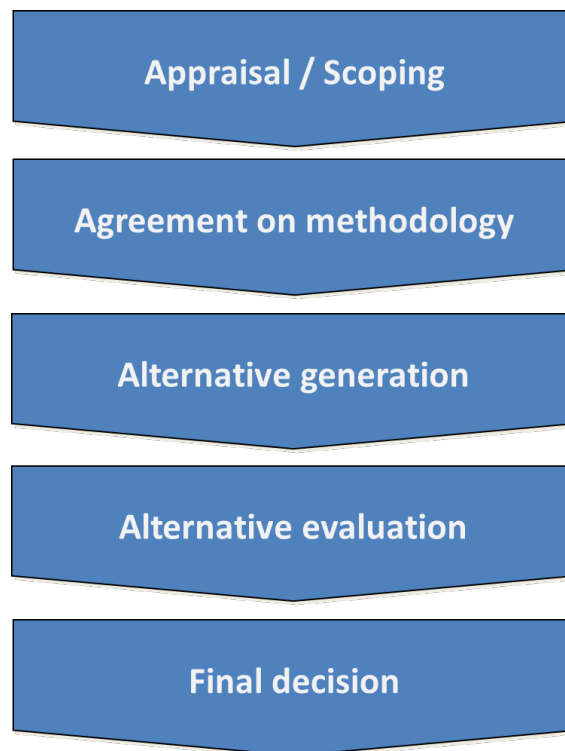 Appraisal / Scoping
Agreement on methodology
Alternative generation
Alternative evaluation
Final decision